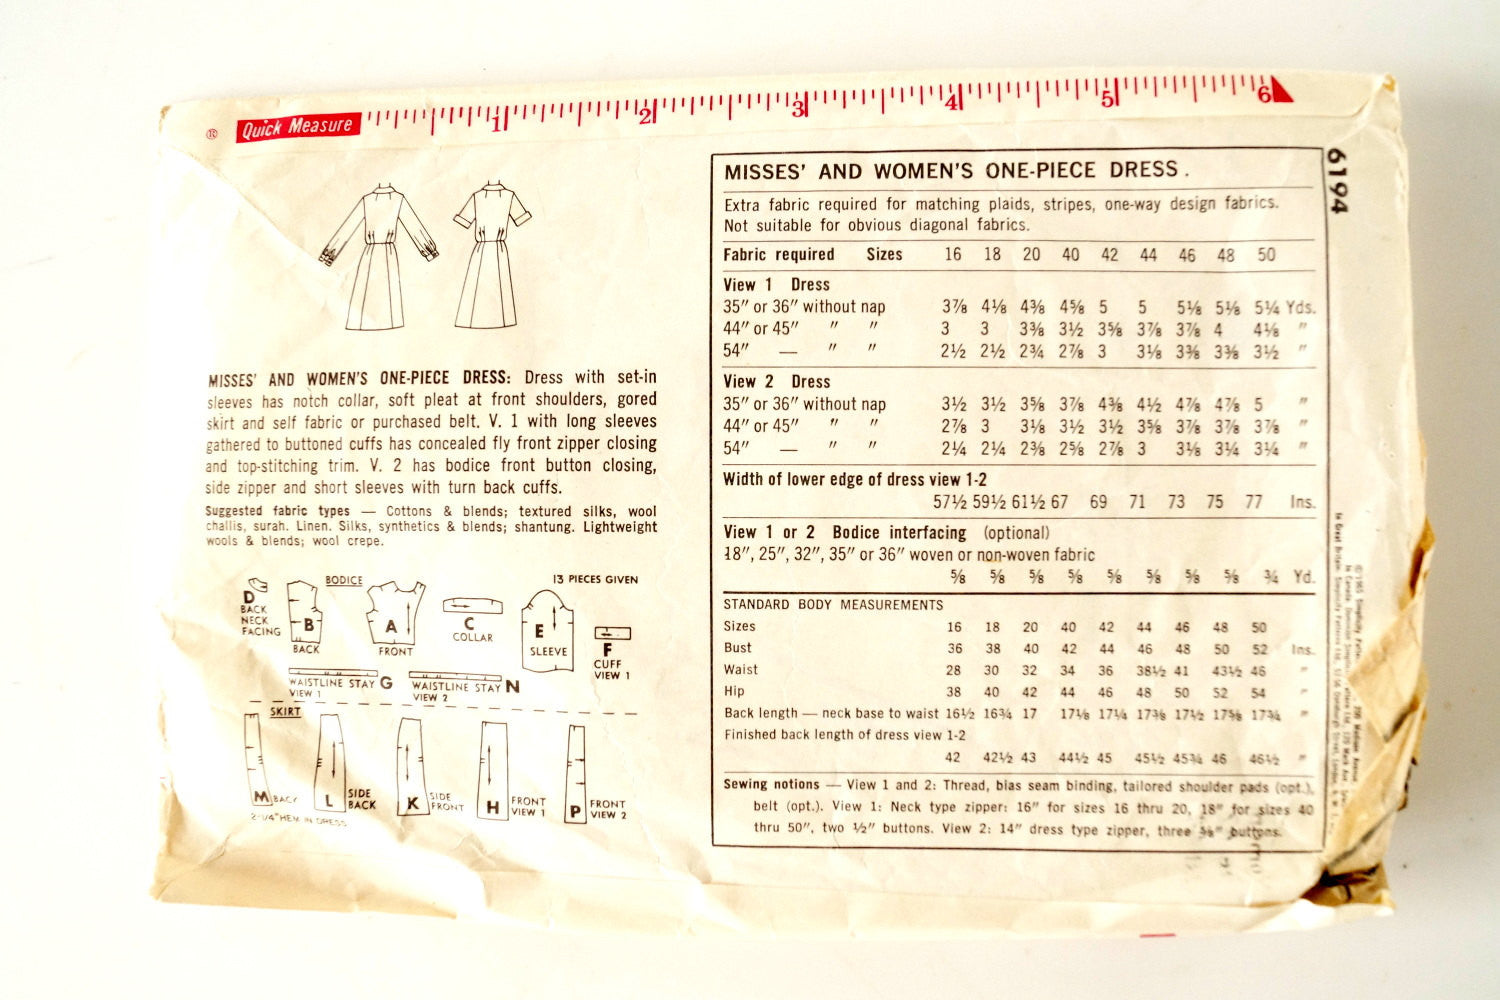 ® Quick Measure 1 2 3 4 5 6
6194
MISSES' AND WOMEN'S ONE-PIECE DRESS: Dress with set-in
sleeves has notch collar, soft pleat at front shoulders, gored
skirt and self fabric or purchased belt. V. 1 with long sleeves
gathered to buttoned cuffs has concealed fly front zipper closing
and top-stitching trim. V. 2 has bodice front button closing,
side zipper and short sleeves with turn back cuffs.
Suggested fabric types — Cottons & blends; textured silks, wool
challis, surah. Linen. Silks, synthetics & blends; shantung. Lightweight
wools & blends; wool crepe.
BODICE
13 PIECES GIVEN
D
BACK
NECK
FACING
B
BACK
A
FRONT
C
COLLAR
E
SLEEVE
F
CUFF
VIEW 1
WAISTLINE STAY G
VIEW 1
WAISTLINE STAY N
VIEW 2
SKIRT
M BACK
L SIDE
BACK
K SIDE
FRONT
H FRONT
VIEW 1
P FRONT
VIEW 2
2-1/4" HEM IN DRESS
MISSES' AND WOMEN'S ONE-PIECE DRESS.
Extra fabric required for matching plaids, stripes, one-way design fabrics.
Not suitable for obvious diagonal fabrics.
Fabric required Sizes 16 18 20 40 42 44 46 48 50
View 1 Dress
35" or 36" without nap 3⅞ 4⅛ 4⅜ 4⅝ 5 5 5⅛ 5⅛ 5¼ Yds.
44" or 45" " " 3 3 3⅜ 3½ 3⅝ 3⅞ 3⅞ 4 4⅛ "
54" — " " 2½ 2½ 2¾ 2⅞ 3 3⅛ 3⅜ 3⅜ 3½ "
View 2 Dress
35" or 36" without nap 3½ 3½ 3⅝ 3⅞ 4⅜ 4½ 4⅞ 4⅞ 5 "
44" or 45" " " 2⅞ 3 3⅛ 3½ 3½ 3⅝ 3⅞ 3⅞ 3⅞ "
54" — " " 2¼ 2¼ 2⅜ 2⅝ 2⅞ 3 3⅛ 3¼ 3¼ "
Width of lower edge of dress view 1-2
57½ 59½ 61½ 67 69 71 73 75 77 Ins.
View 1 or 2 Bodice interfacing (optional)
18", 25", 32", 35" or 36" woven or non-woven fabric
⅝ ⅝ ⅝ ⅝ ⅝ ⅝ ⅝ ⅝ ¾ Yd.
STANDARD BODY MEASUREMENTS
Sizes 16 18 20 40 42 44 46 48 50
Bust 36 38 40 42 44 46 48 50 52 Ins.
Waist 28 30 32 34 36 38½ 41 43½ 46 "
Hip 38 40 42 44 46 48 50 52 54 "
Back length — neck base to waist 16½ 16¾ 17 17⅛ 17¼ 17⅜ 17½ 17⅝ 17¾ "
Finished back length of dress view 1-2
42 42½ 43 44½ 45 45½ 45¾ 46 46½ "
Sewing notions — View 1 and 2: Thread, bias seam binding, tailored shoulder pads (opt.),
belt (opt.). View 1: Neck type zipper: 16" for sizes 16 thru 20, 18" for sizes 40
thru 50", two ½" buttons. View 2: 14" dress type zipper, three ⅝" buttons.